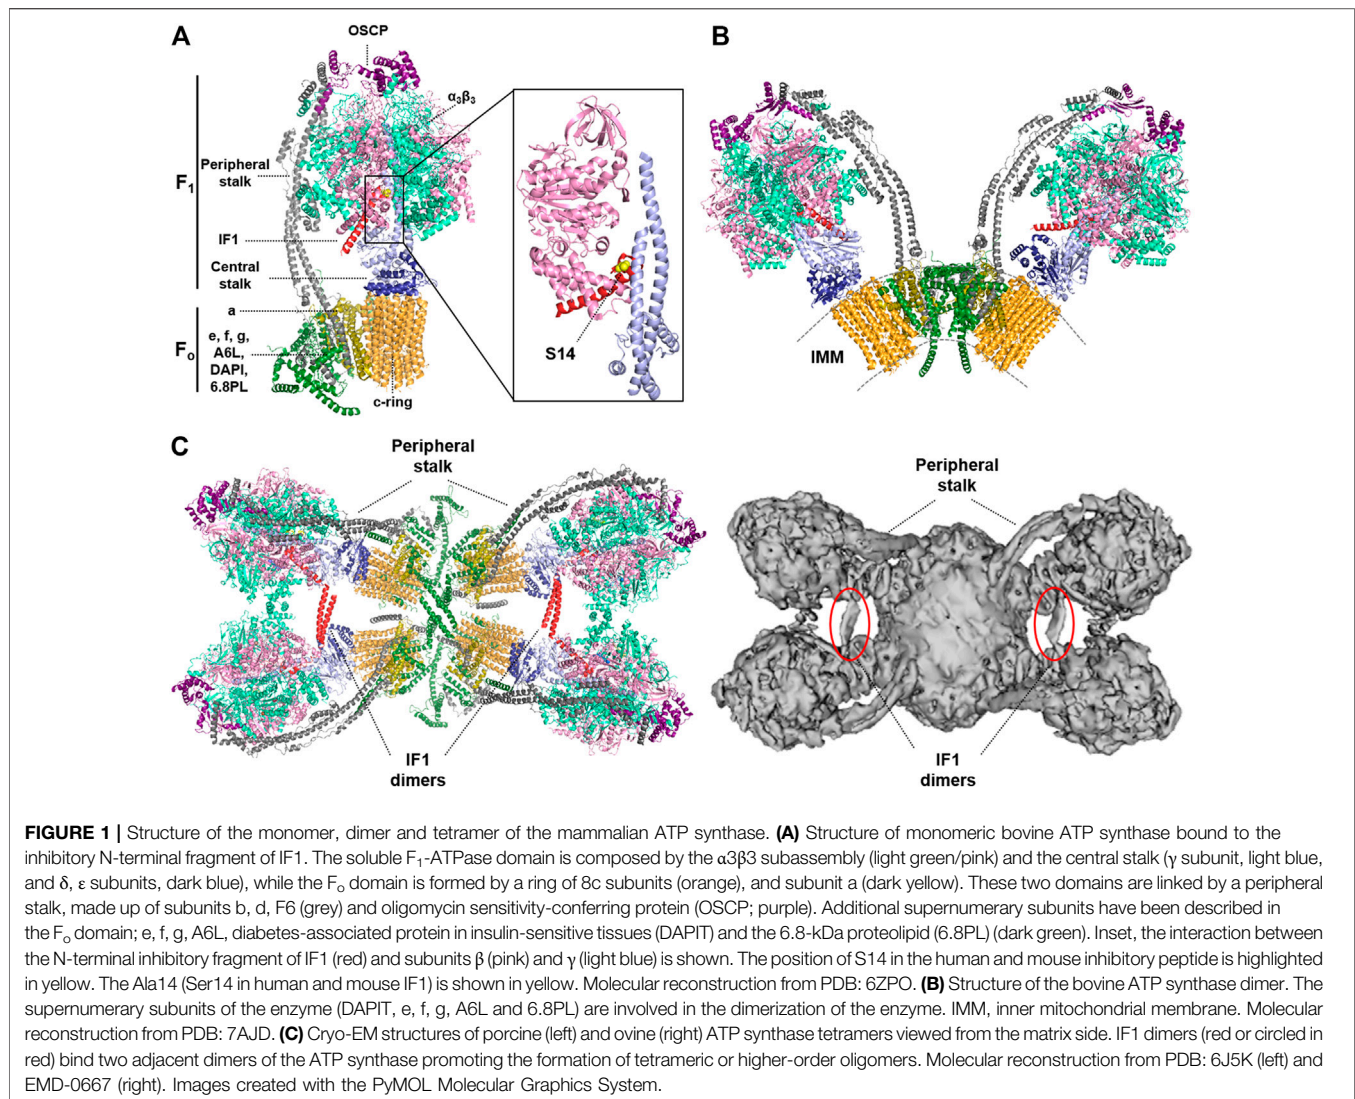 A
OSCP
α3β3
F1
Peripheral
stalk
IF1
Central
stalk
a
Fo
e, f, g,
A6L,
DAPI,
6.8PL
c-ring
S14
B
IMM
C
Peripheral
stalk
IF1
dimers
Peripheral
stalk
IF1
dimers
FIGURE 1 | Structure of the monomer, dimer and tetramer of the mammalian ATP synthase. (A) Structure of monomeric bovine ATP synthase bound to the
inhibitory N-terminal fragment of IF1. The soluble F1-ATPase domain is composed by the α3β3 subassembly (light green/pink) and the central stalk (γ subunit, light blue,
and δ, ε subunits, dark blue), while the Fo domain is formed by a ring of 8c subunits (orange), and subunit a (dark yellow). These two domains are linked by a peripheral
stalk, made up of subunits b, d, F6 (grey) and oligomycin sensitivity-conferring protein (OSCP; purple). Additional supernumerary subunits have been described in
the Fo domain; e, f, g, A6L, diabetes-associated protein in insulin-sensitive tissues (DAPIT) and the 6.8-kDa proteolipid (6.8PL) (dark green). Inset, the interaction between
the N-terminal inhibitory fragment of IF1 (red) and subunits β (pink) and γ (light blue) is shown. The position of S14 in the human and mouse inhibitory peptide is highlighted
in yellow. The Ala14 (Ser14 in human and mouse IF1) is shown in yellow. Molecular reconstruction from PDB: 6ZPO. (B) Structure of the bovine ATP synthase dimer. The
supernumerary subunits of the enzyme (DAPIT, e, f, g, A6L and 6.8PL) are involved in the dimerization of the enzyme. IMM, inner mitochondrial membrane. Molecular
reconstruction from PDB: 7AJD. (C) Cryo-EM structures of porcine (left) and ovine (right) ATP synthase tetramers viewed from the matrix side. IF1 dimers (red or circled in
red) bind two adjacent dimers of the ATP synthase promoting the formation of tetrameric or higher-order oligomers. Molecular reconstruction from PDB: 6J5K (left) and
EMD-0667 (right). Images created with the PyMOL Molecular Graphics System.